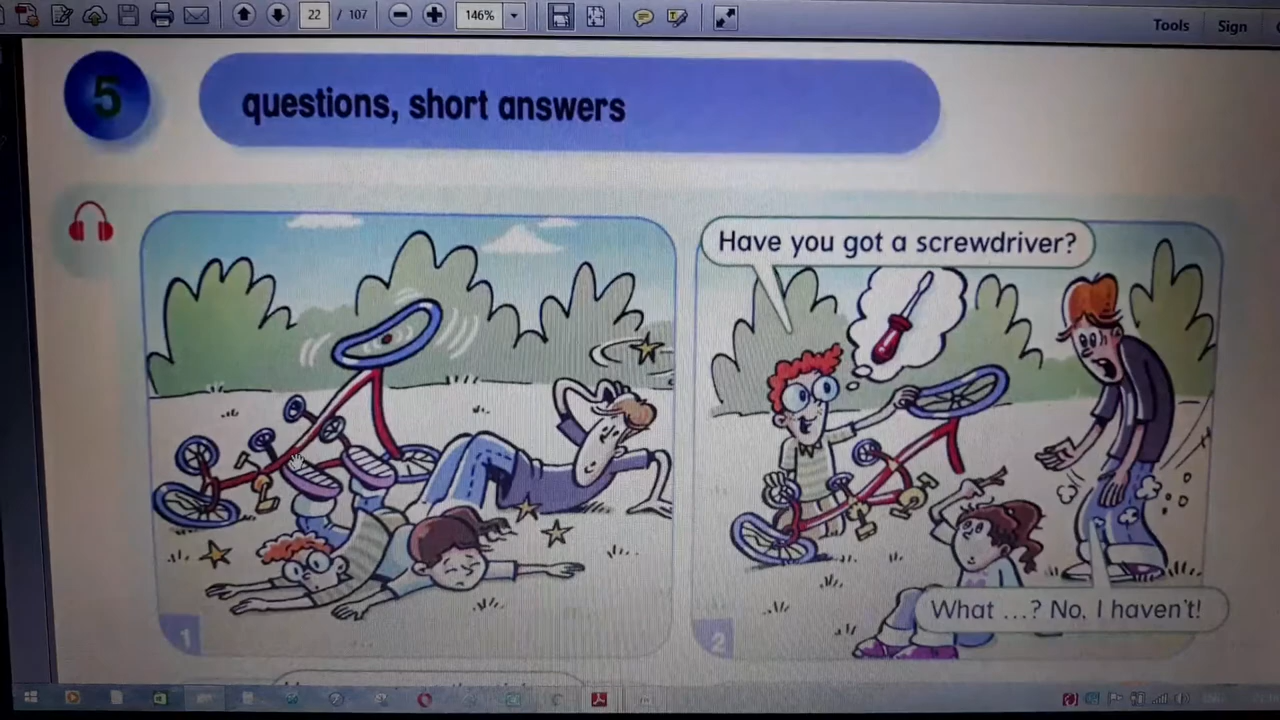 22 / 107
146%
Tools
Sign
5
questions, short answers
Have you got a screwdriver?
What ...? No, I haven't!
1
2